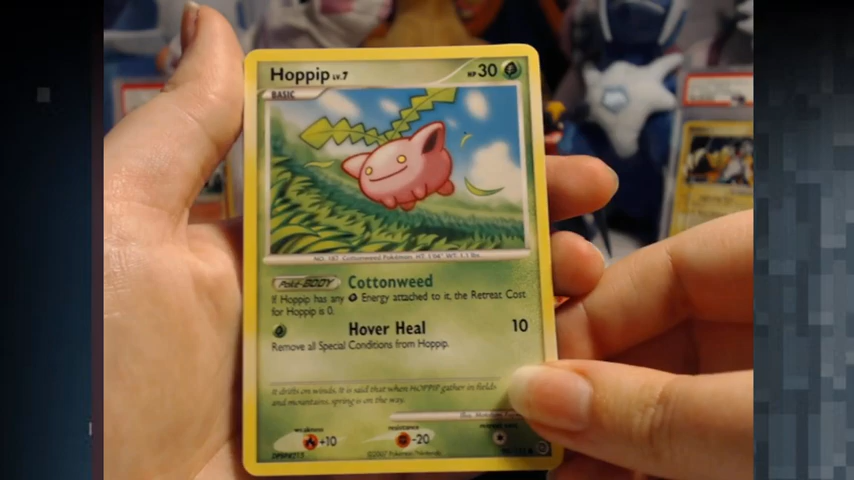 Hoppip LV.7 HP 30
BASIC
NO. 187 Cottonweed Pokémon HT: 1'04" WT: 1.1 lbs
Poké-BODY Cottonweed
If Hoppip has any Energy attached to it, the Retreat Cost
for Hoppip is 0.
Hover Heal 10
Remove all Special Conditions from Hoppip.
It drifts on winds. It is said that when HOPPIP gather in fields
and mountains, spring is on the way.
Illus.
weakness resistance retreat cost
+10 -20
©2007 Pokémon/Nintendo